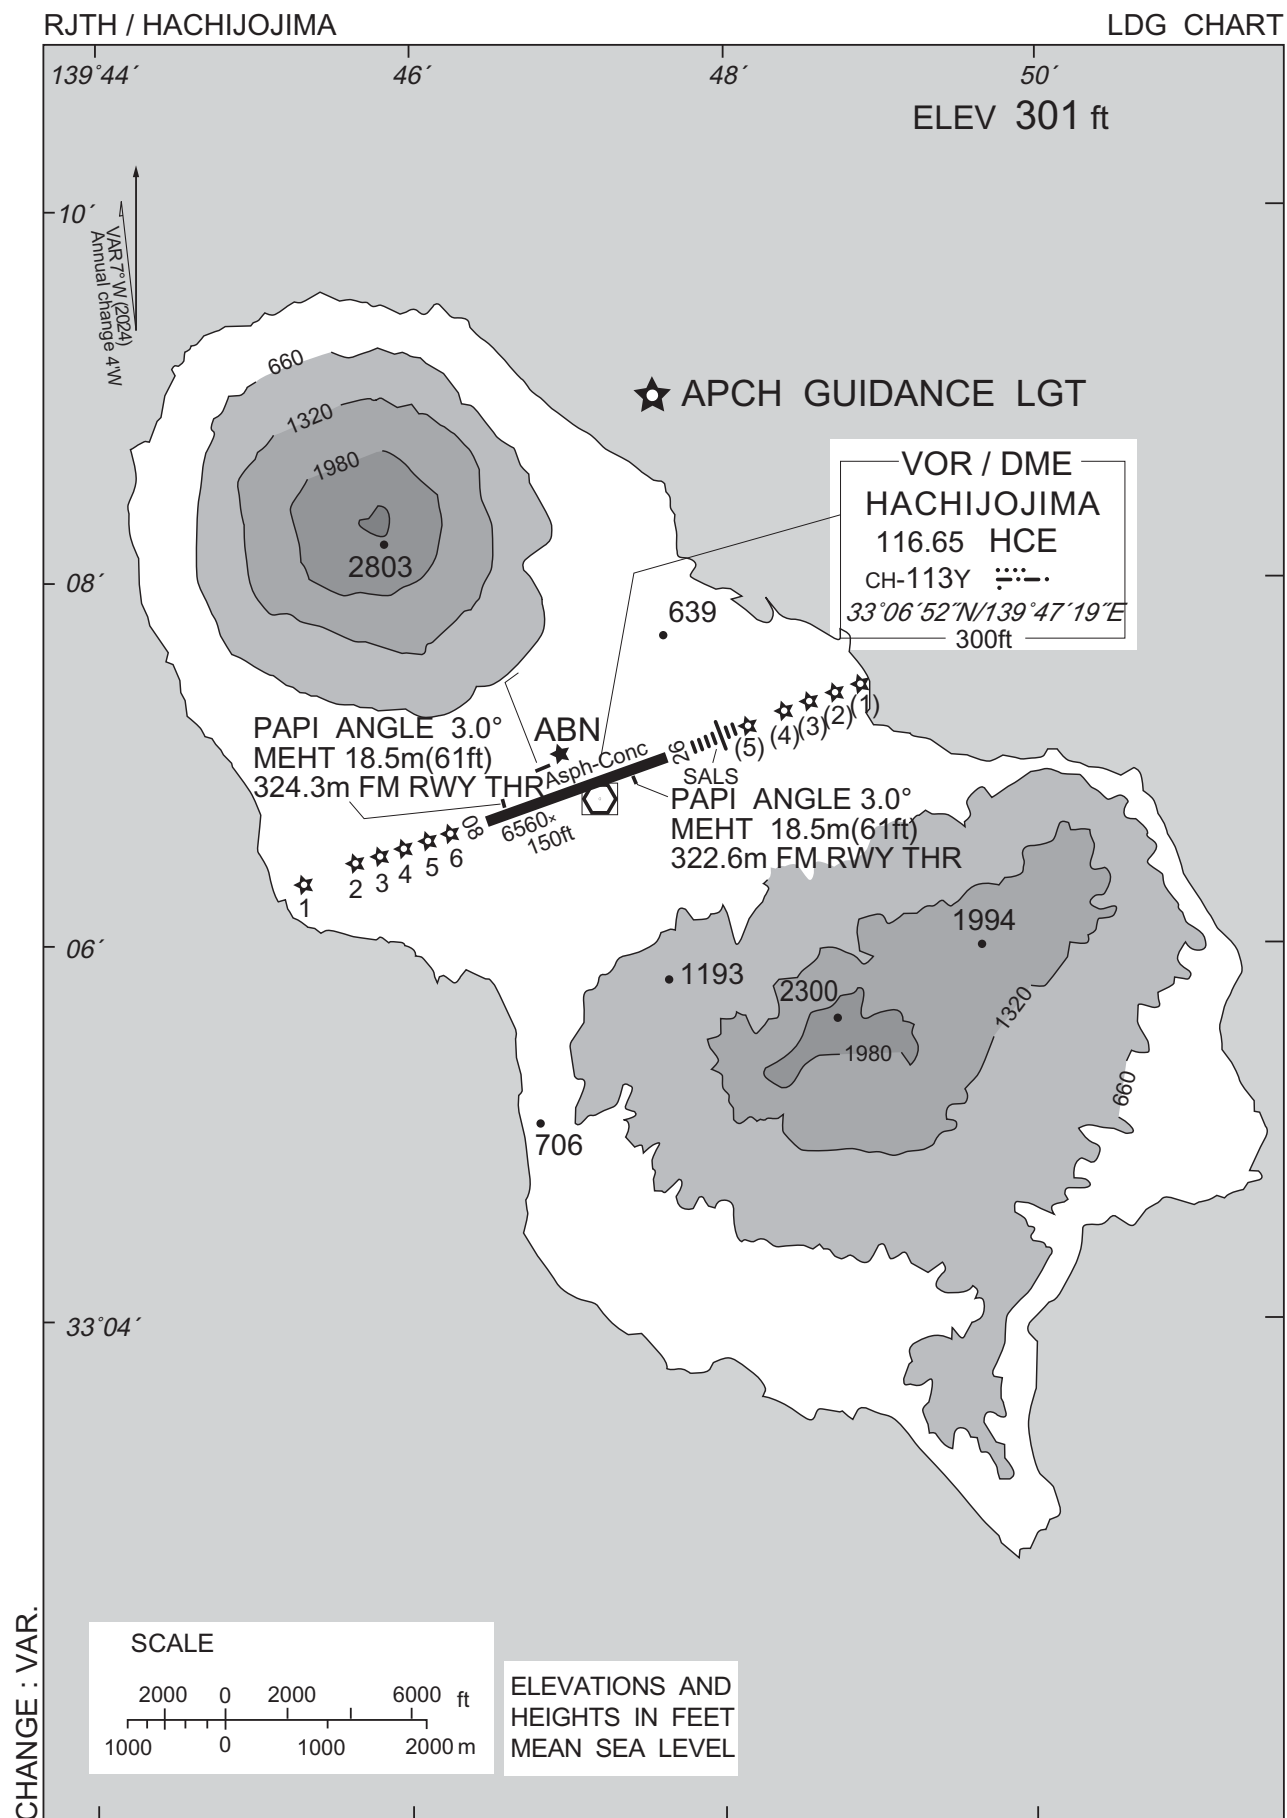 RJTH / HACHIJOJIMA
LDG CHART
139°44´
46´
48´
50´
ELEV 301 ft
10´
VAR 7°W (2024)
Annual change 4'W
660
1320
1980
2803
APCH GUIDANCE LGT
VOR / DME
HACHIJOJIMA
116.65 HCE
CH-113Y
33°06´52˝N/139°47´19˝E
300ft
08´
639
PAPI ANGLE 3.0°
MEHT 18.5m(61ft)
324.3m FM RWY THR
ABN
Asph-Conc
26
SALS
(5)
(4)
(3)
(2)
(1)
08
6560×
150ft
PAPI ANGLE 3.0°
MEHT 18.5m(61ft)
322.6m FM RWY THR
1
2
3
4
5
6
06´
1994
1193
2300
1980
1320
660
706
33°04´
CHANGE : VAR.
SCALE
2000 0 2000 6000 ft
1000 0 1000 2000 m
ELEVATIONS AND
HEIGHTS IN FEET
MEAN SEA LEVEL